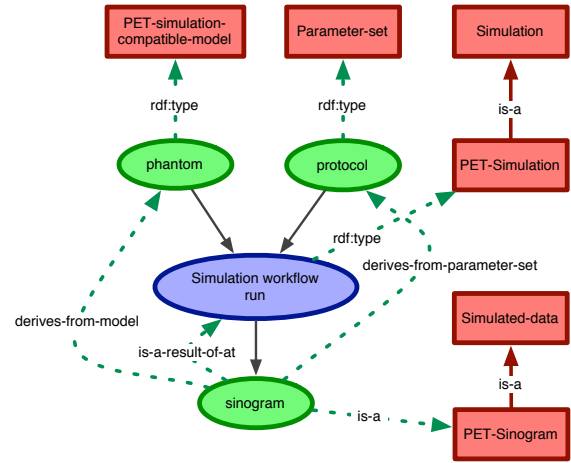 PET-simulation-
compatible-model
Parameter-set
Simulation
rdf:type
rdf:type
is-a
phantom
protocol
PET-Simulation
rdf:type
derives-from-parameter-set
Simulation workflow
run
derives-from-model
Simulated-data
is-a-result-of-at
is-a
sinogram
is-a
PET-Sinogram